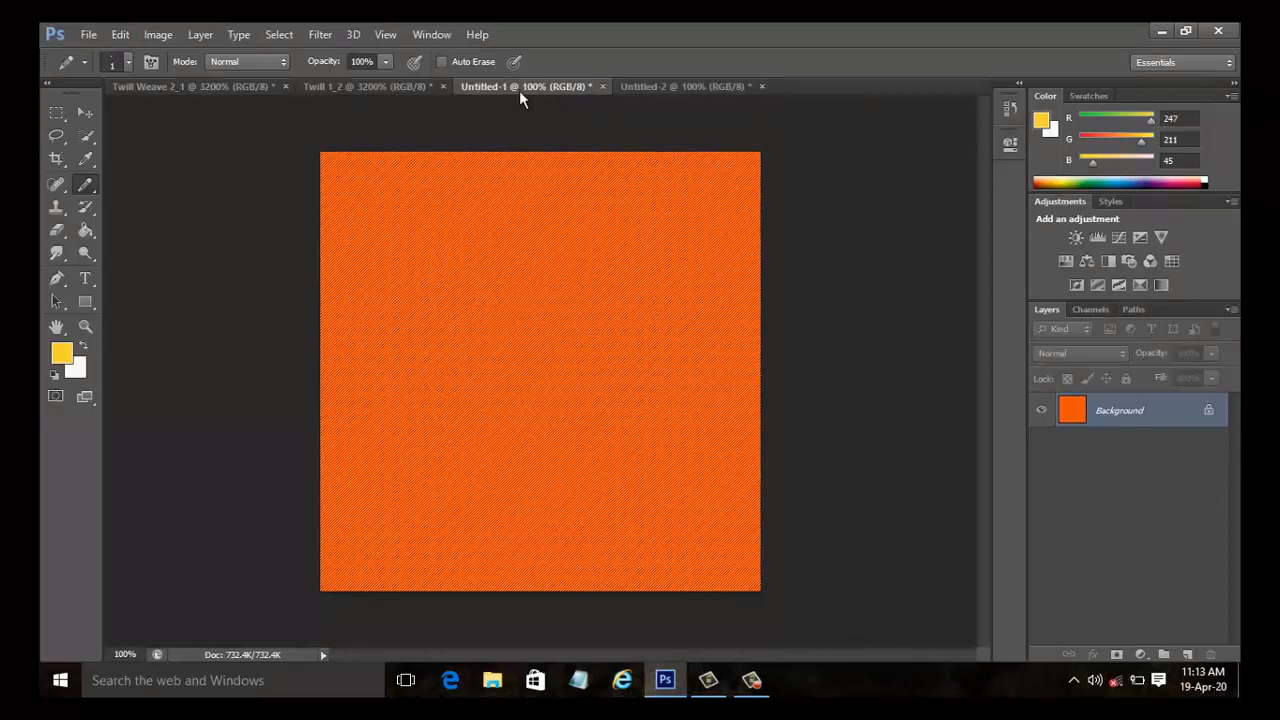 Ps File Edit Image Layer Type Select Filter 3D View Window Help
1 Mode: Normal Opacity: 100% Auto Erase Essentials
Twill Weave 2_1 @ 3200% (RGB/8) * × Twill 1_2 @ 3200% (RGB/8) * × Untitled-1 @ 100% (RGB/8) * × Untitled-2 @ 100% (RGB/8) * ×
Color Swatches
R 247
G 211
B 45
Adjustments Styles
Add an adjustment
Layers Channels Paths
Kind
Normal Opacity: 100%
Lock: Fill: 100%
Background
100% Doc: 732.4K/732.4K
Search the web and Windows
Ps
11:13 AM
19-Apr-20